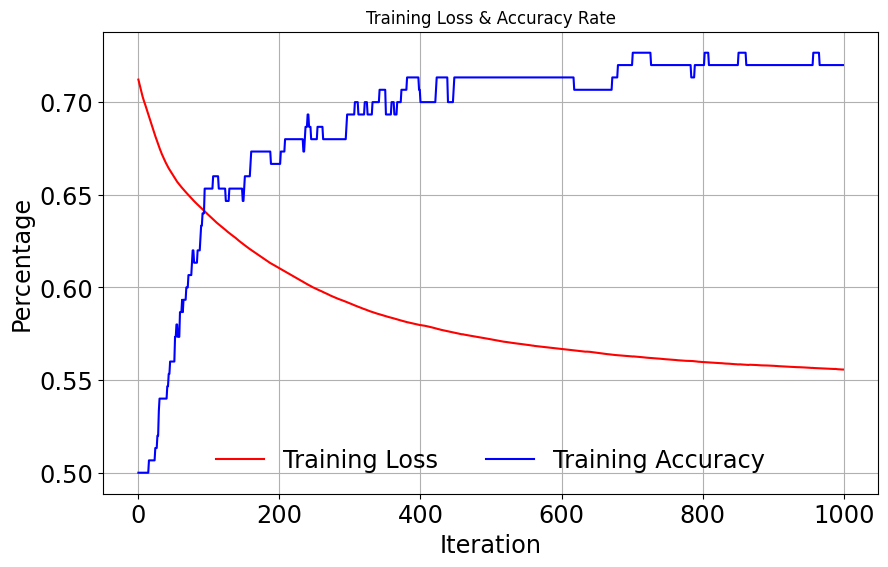 Training Loss & Accuracy Rate
Percentage
0.70
0.65
0.60
0.55
0.50
Training Loss
Training Accuracy
0
200
400
600
800
1000
Iteration